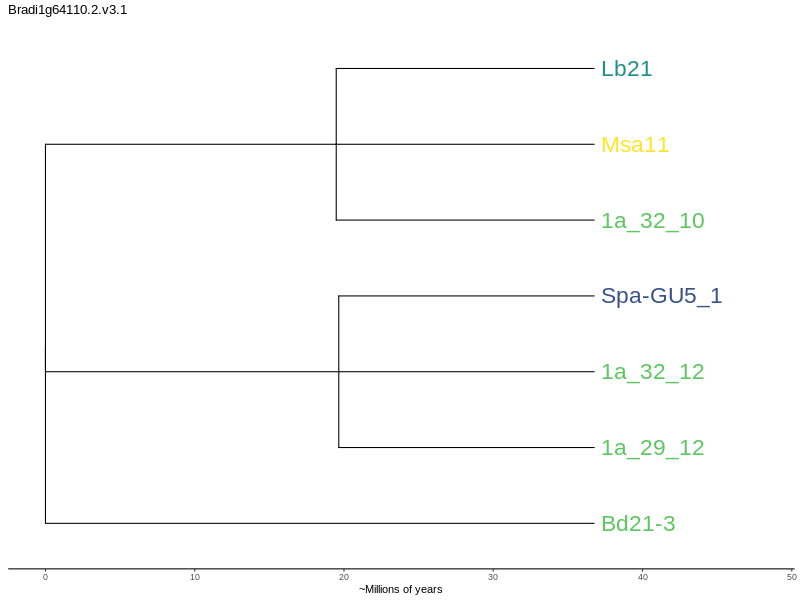 Bradi1g64110.2.v3.1
Lb21
Msa11
1a_32_10
Spa-GU5_1
1a_32_12
1a_29_12
Bd21-3
0 10 20 30 40 50
~Millions of years